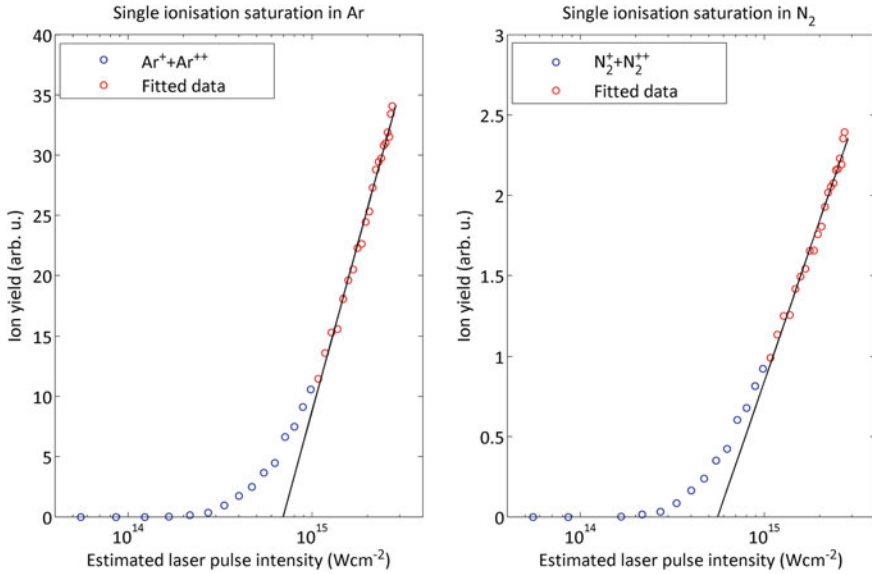 Single ionisation saturation in Ar
40
35
30
25
20
15
10
5
0
Ion yield (arb. u.)
Ar⁺+Ar⁺⁺
Fitted data
10¹⁴
10¹⁵
Estimated laser pulse intensity (Wcm⁻²)
Single ionisation saturation in N₂
3
2.5
2
1.5
1
0.5
0
Ion yield (arb. u.)
N₂⁺+N₂⁺⁺
Fitted data
10¹⁴
10¹⁵
Estimated laser pulse intensity (Wcm⁻²)